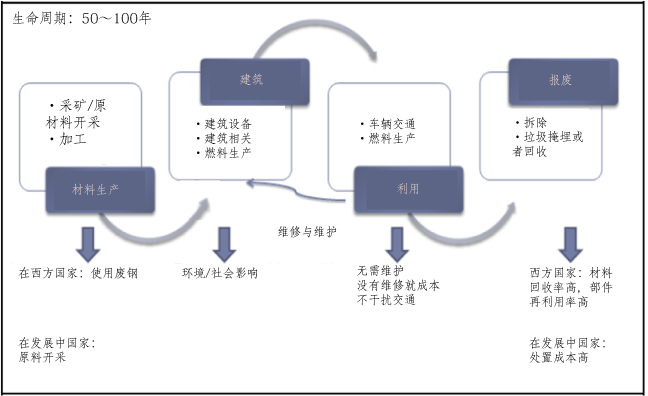 生命周期：50～100年
• 采矿/原
材料开采
• 加工
材料生产
建筑
• 建筑设备
• 建筑相关
• 燃料生产
• 车辆交通
• 燃料生产
利用
报废
• 拆除
• 垃圾掩埋或
者回收
维修与维护
在西方国家：使用废钢
在发展中国家：
原料开采
环境/社会影响
无需维护
没有维修就成本
不干扰交通
西方国家：材料
回收率高，部件
再利用率高
在发展中国家：
处置成本高